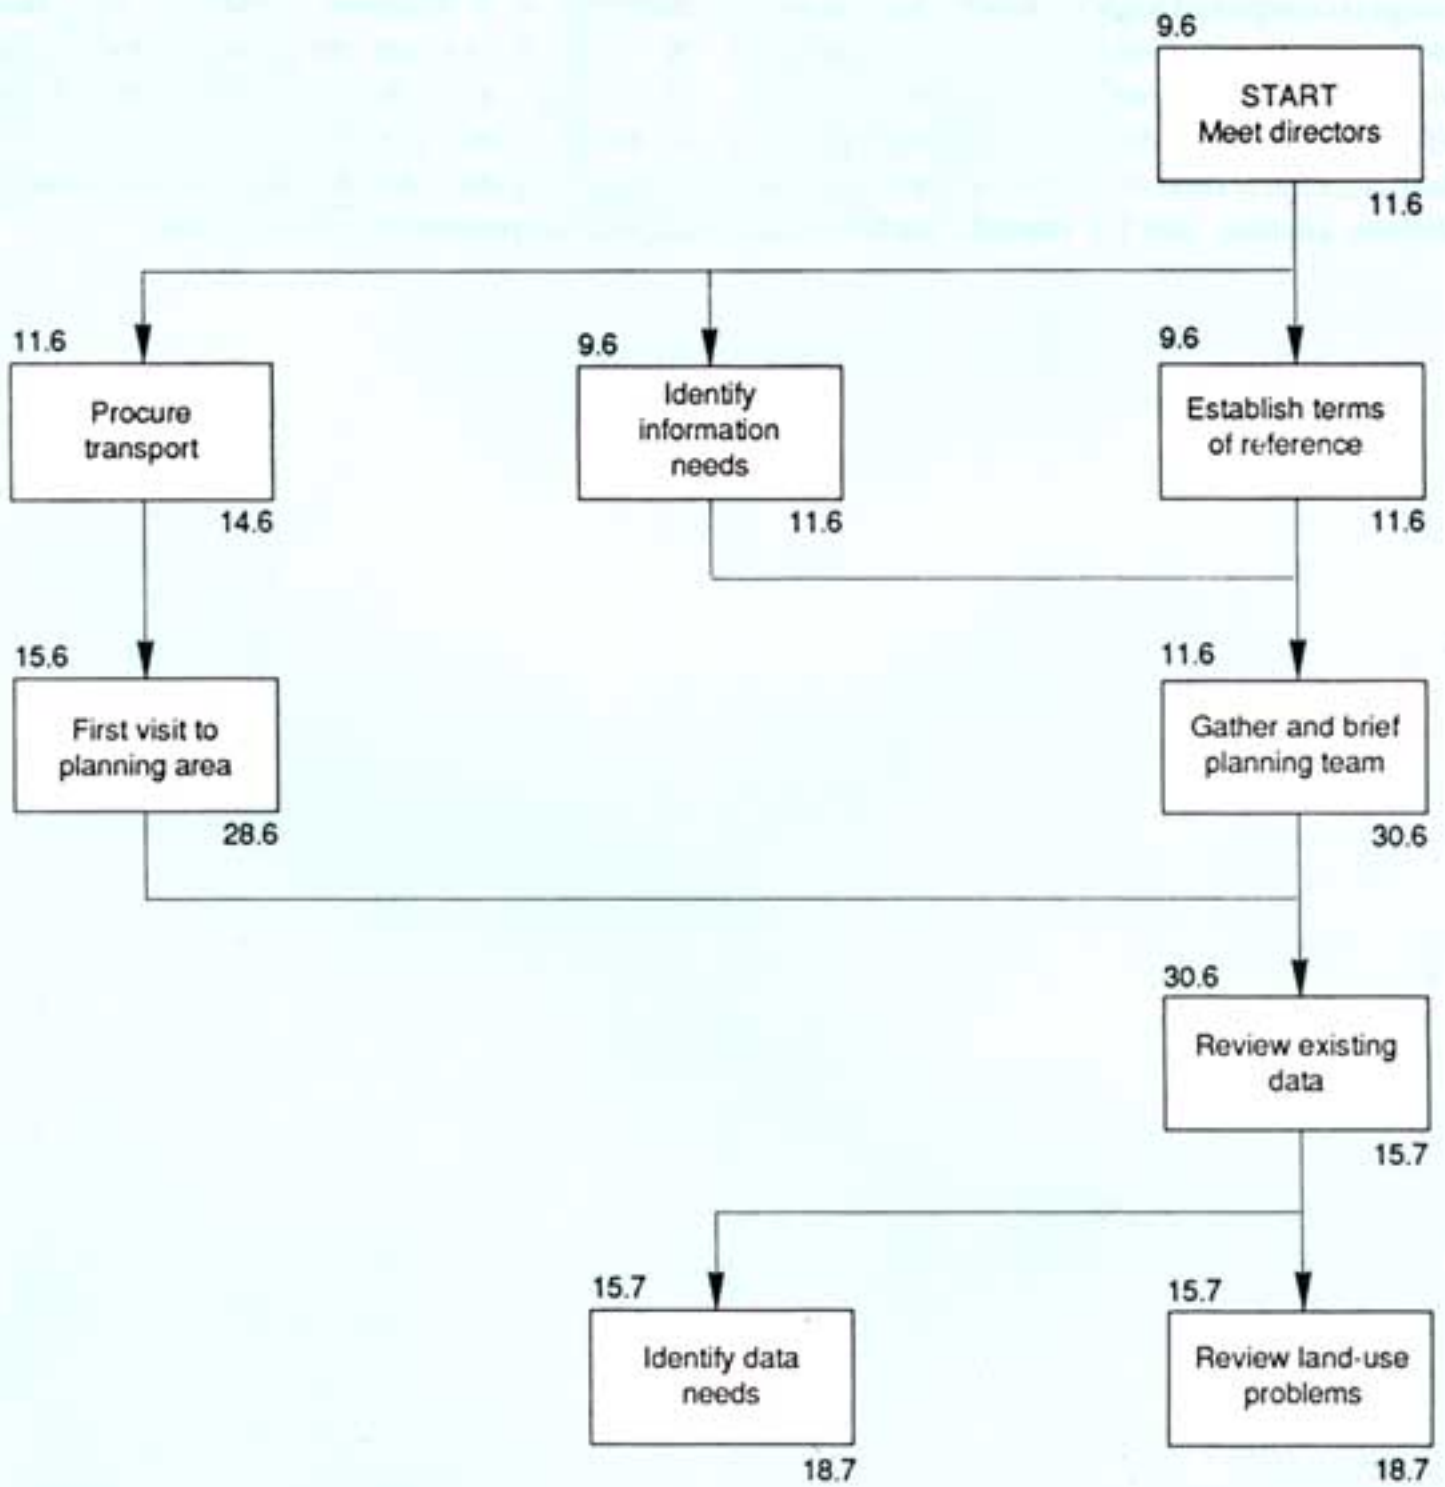 9.6
START
Meet directors
11.6
11.6
Procure
transport
14.6
9.6
Identify
information
needs
11.6
9.6
Establish terms
of reference
11.6
15.6
First visit to
planning area
28.6
11.6
Gather and brief
planning team
30.6
30.6
Review existing
data
15.7
15.7
Identify data
needs
18.7
15.7
Review land-use
problems
18.7